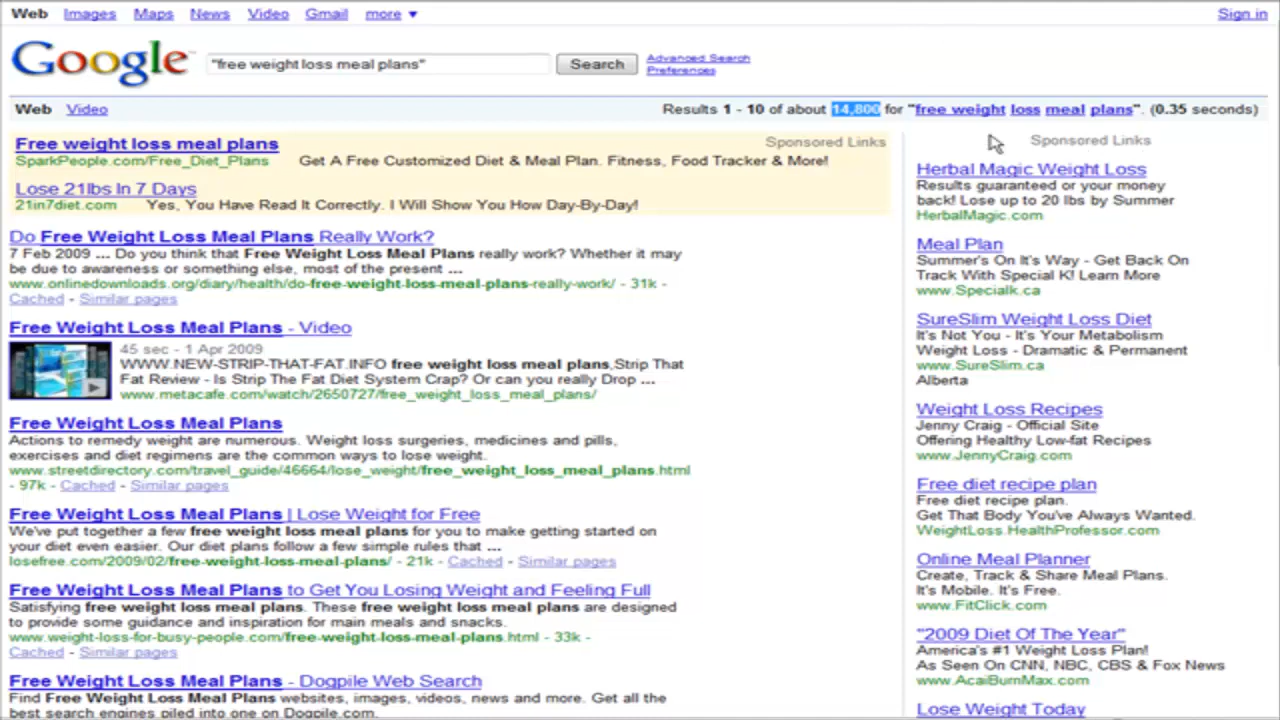 Web Images Maps News Video Gmail more ▼ Sign in
Google "free weight loss meal plans" Search Advanced Search
Preferences
Web Video Results 1 - 10 of about 14,800 for "free weight loss meal plans". (0.35 seconds)
Free weight loss meal plans Sponsored Links
SparkPeople.com/Free_Diet_Plans Get A Free Customized Diet & Meal Plan. Fitness, Food Tracker & More!
Lose 21lbs In 7 Days
21in7diet.com Yes, You Have Read It Correctly. I Will Show You How Day-By-Day!
Do Free Weight Loss Meal Plans Really Work?
7 Feb 2009 ... Do you think that Free Weight Loss Meal Plans really work? Whether it may
be due to awareness or something else, most of the present ...
www.onlinedownloads.org/diary/health/do-free-weight-loss-meal-plans-really-work/ - 31k -
Cached - Similar pages
Free Weight Loss Meal Plans - Video
45 sec - 1 Apr 2009
WWW.NEW-STRIP-THAT-FAT.INFO free weight loss meal plans,Strip That
Fat Review - Is Strip The Fat Diet System Crap? Or can you really Drop ...
www.metacafe.com/watch/2650727/free_weight_loss_meal_plans/
Free Weight Loss Meal Plans
Actions to remedy weight are numerous. Weight loss surgeries, medicines and pills,
exercises and diet regimens are the common ways to lose weight.
www.streetdirectory.com/travel_guide/46664/lose_weight/free_weight_loss_meal_plans.html
- 97k - Cached - Similar pages
Free Weight Loss Meal Plans | Lose Weight for Free
We've put together a few free weight loss meal plans for you to make getting started on
your diet even easier. Our diet plans follow a few simple rules that ...
losefree.com/2009/02/free-weight-loss-meal-plans/ - 21k - Cached - Similar pages
Free Weight Loss Meal Plans to Get You Losing Weight and Feeling Full
Satisfying free weight loss meal plans. These free weight loss meal plans are designed
to provide some guidance and inspiration for main meals and snacks.
www.weight-loss-for-busy-people.com/free-weight-loss-meal-plans.html - 33k -
Cached - Similar pages
Free Weight Loss Meal Plans - Dogpile Web Search
Find Free Weight Loss Meal Plans websites, images, videos, news and more. Get all the
best search engines piled into one on Dogpile.com.
Sponsored Links
Herbal Magic Weight Loss
Results guaranteed or your money
back! Lose up to 20 lbs by Summer
HerbalMagic.com
Meal Plan
Summer's On It's Way - Get Back On
Track With Special K! Learn More
www.Specialk.ca
SureSlim Weight Loss Diet
It's Not You - It's Your Metabolism
Weight Loss - Dramatic & Permanent
www.SureSlim.ca
Alberta
Weight Loss Recipes
Jenny Craig - Official Site
Offering Healthy Low-fat Recipes
www.JennyCraig.com
Free diet recipe plan
Free diet recipe plan.
Get That Body You've Always Wanted.
WeightLoss.HealthProfessor.com
Online Meal Planner
Create, Track & Share Meal Plans.
It's Mobile. It's Free.
www.FitClick.com
"2009 Diet Of The Year"
America's #1 Weight Loss Plan!
As Seen On CNN, NBC, CBS & Fox News
www.AcaiBurnMax.com
Lose Weight Today